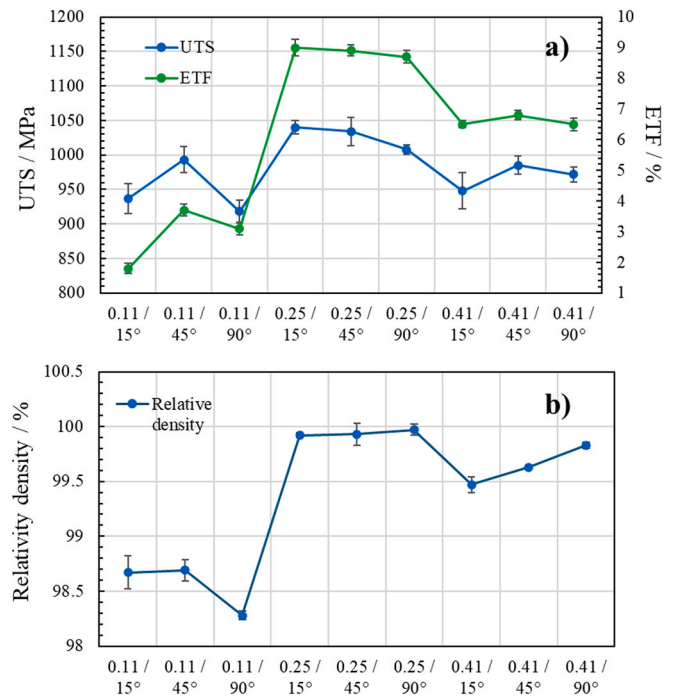 1200
1150
1100
1050
1000
950
900
850
800
UTS / MPa
UTS
ETF
a)
10
9
8
7
6
5
4
3
2
1
ETF / %
0.11 / 0.11 / 0.11 / 0.25 / 0.25 / 0.25 / 0.41 / 0.41 / 0.41 /
15° 45° 90° 15° 45° 90° 15° 45° 90°
100.5
100
99.5
99
98.5
98
Relativity density / %
Relative
density
b)
0.11 / 0.11 / 0.11 / 0.25 / 0.25 / 0.25 / 0.41 / 0.41 / 0.41 /
15° 45° 90° 15° 45° 90° 15° 45° 90°